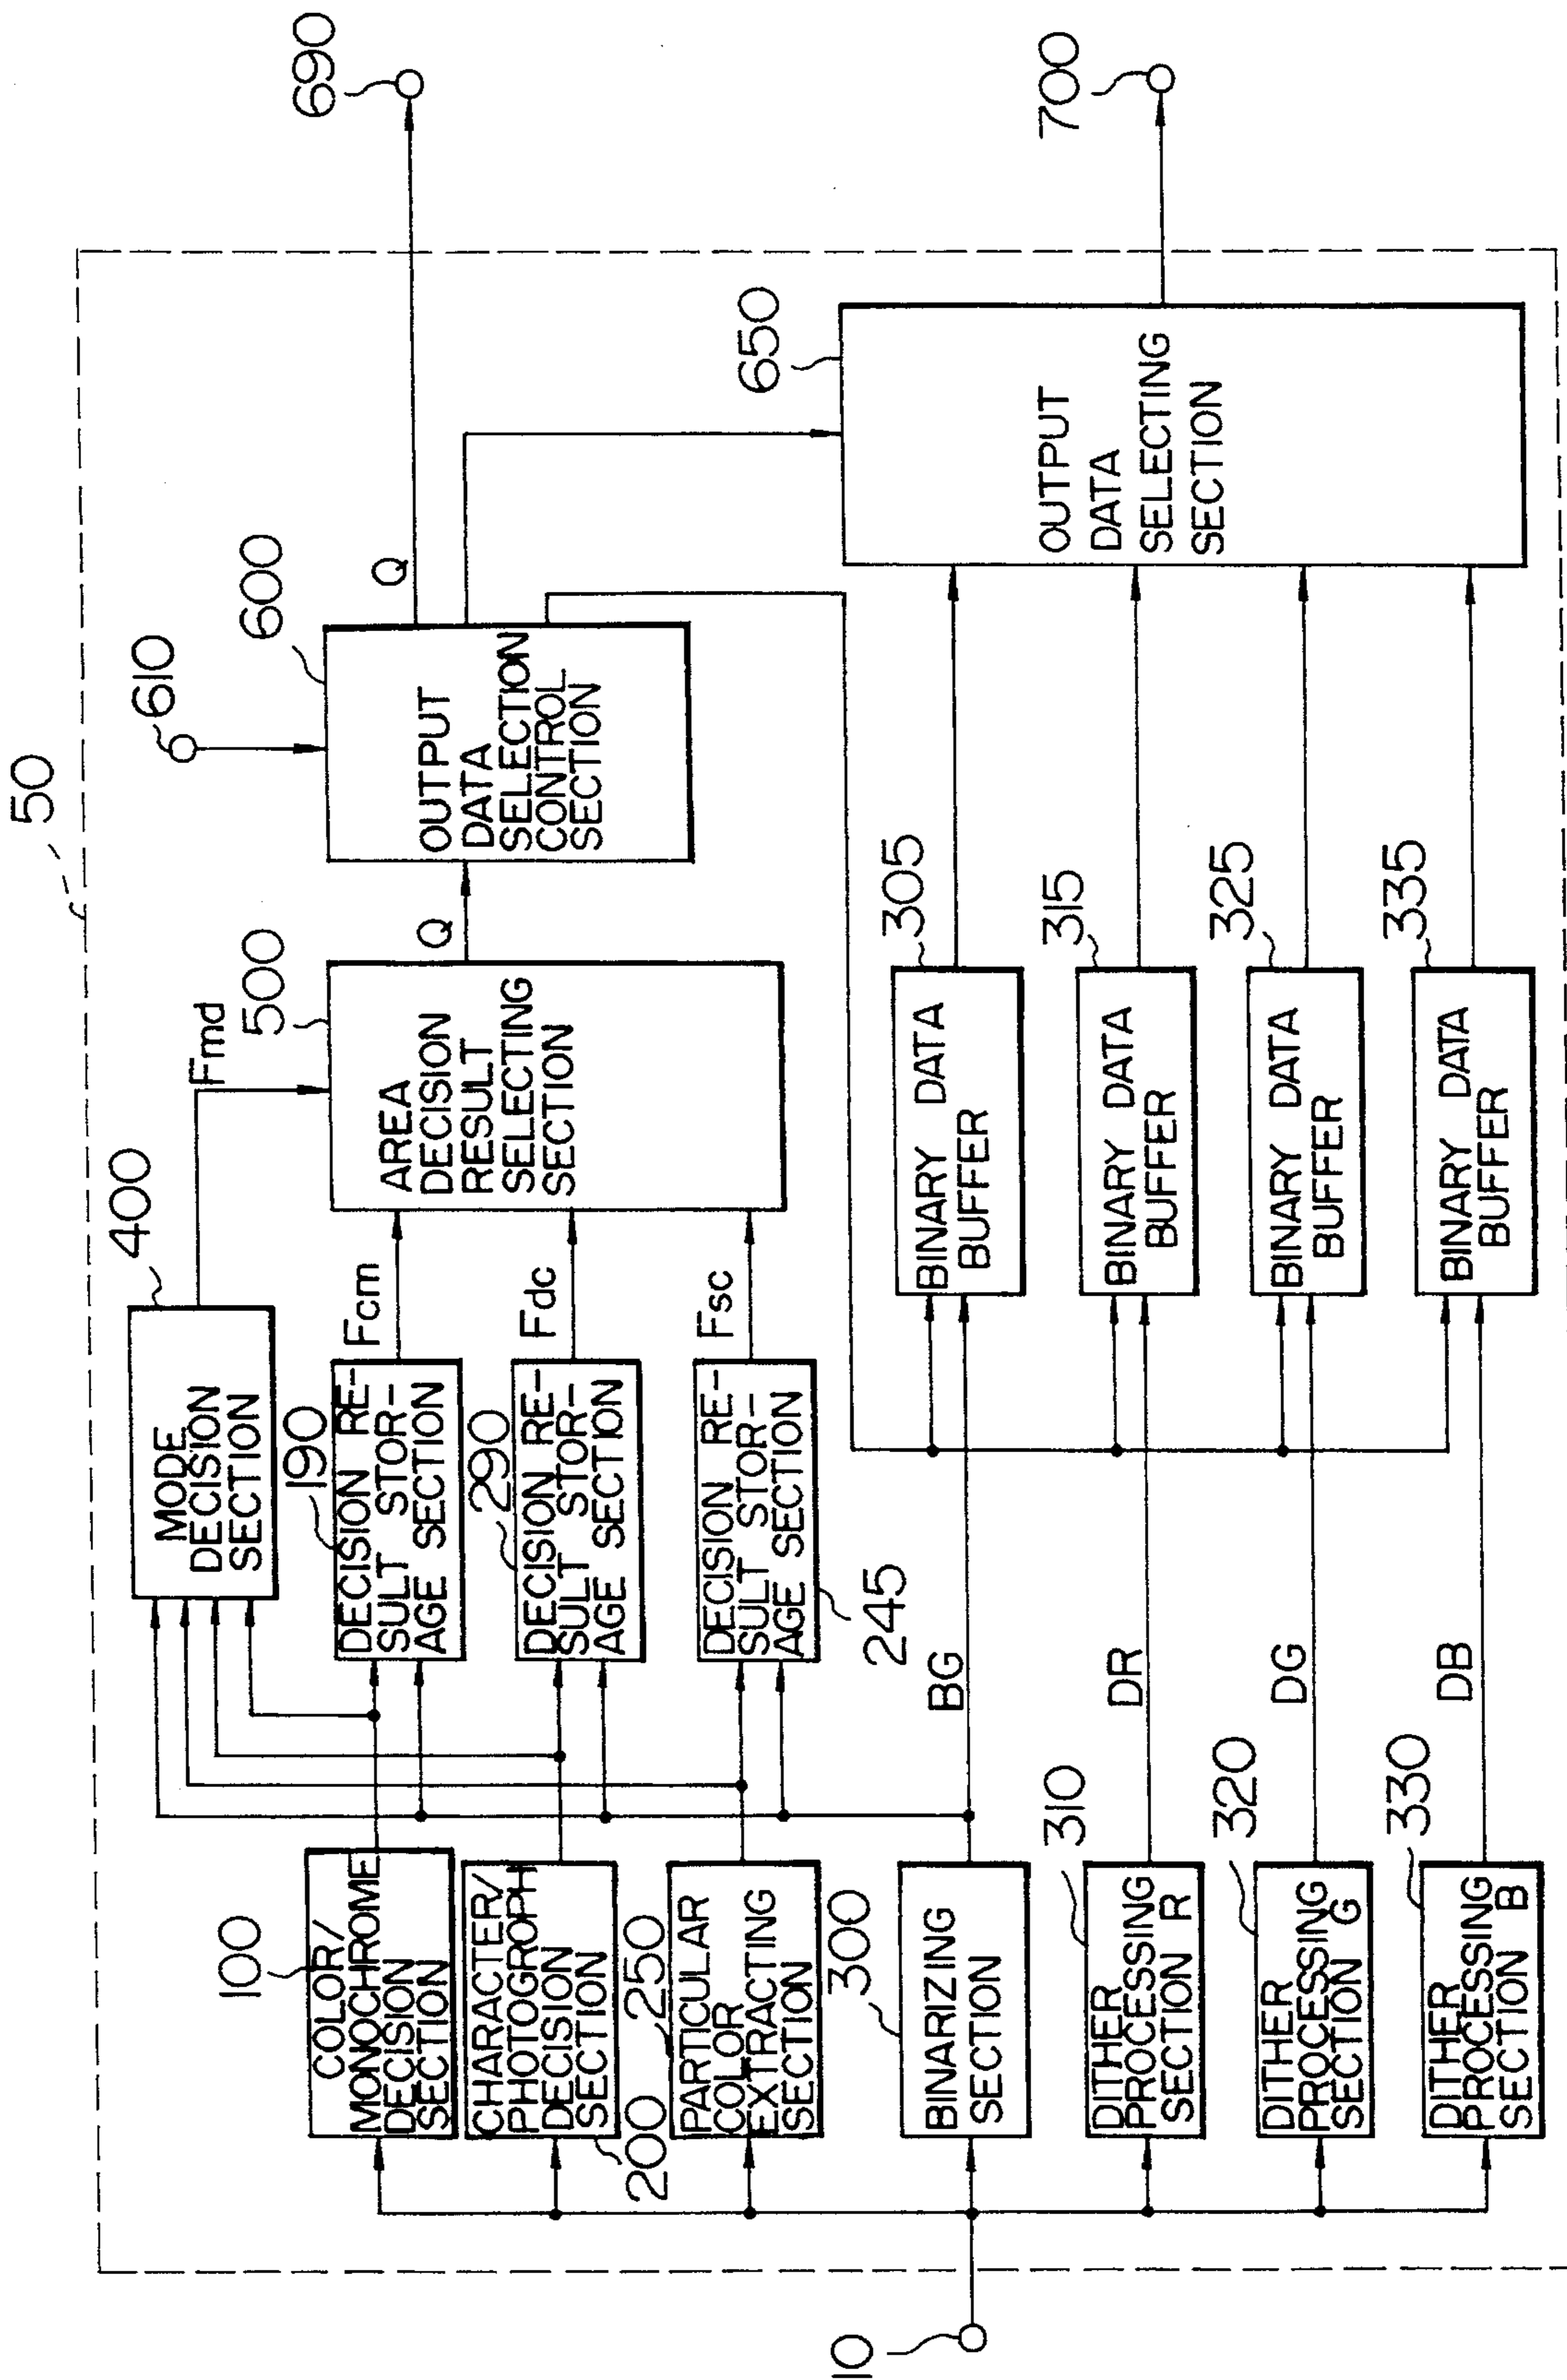 50
10
100
COLOR/
MONOCHROME
DECISION
SECTION
CHARACTER/
PHOTOGROPH
DECISION
SECTION
200
250
PARTICULAR
COLOR
EXTRACTING
SECTION
300
BINARIZING
SECTION
310
DITHER
PROCESSING
SECTION R
320
DITHER
PROCESSING
SECTION G
330
DITHER
PROCESSING
SECTION B
400
MODE
DECISION
SECTION
190
DECISION RE-
SULT STOR-
AGE SECTION
290
DECISION RE-
SULT STOR-
AGE SECTION
DECISION RE-
SULT STOR-
AGE SECTION
245
BG
DR
DG
DB
Fmd
Fcm
Fdc
Fsc
500
AREA
DECISION
RESULT
SELECTING
SECTION
Q
610
600
OUTPUT
DATA
SELECTION
CONTROL
SECTION
Q
690
305
BINARY DATA
BUFFER
315
BINARY DATA
BUFFER
325
BINARY DATA
BUFFER
335
BINARY DATA
BUFFER
650
OUTPUT
DATA
SELECTING
SECTION
700